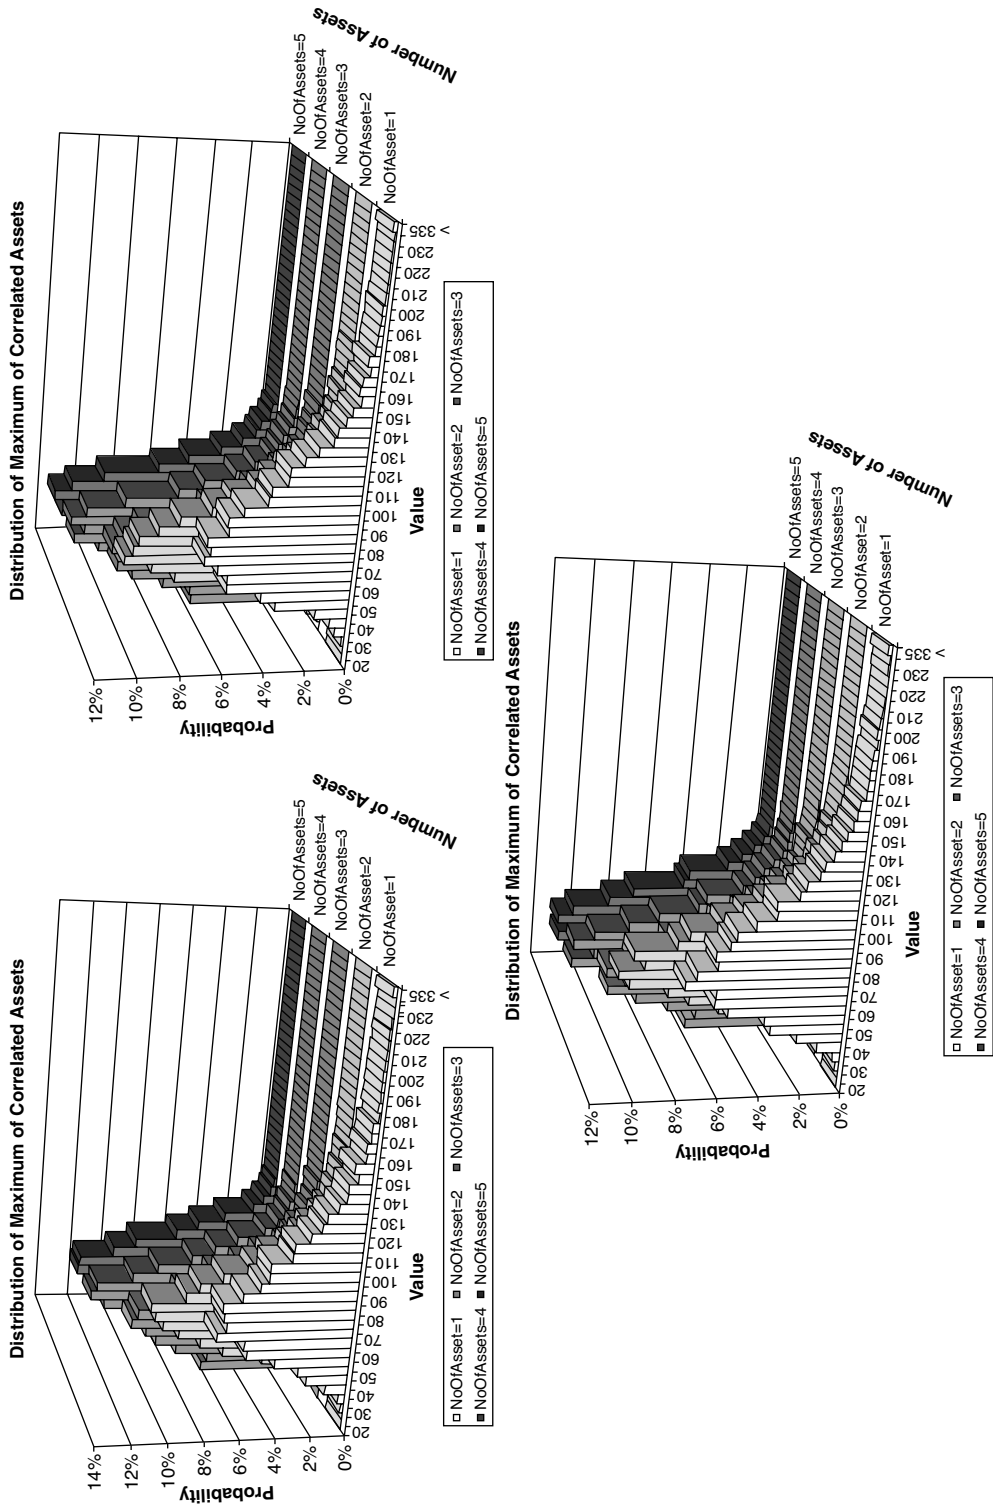 Distribution of Maximum of Correlated Assets
14%
12%
10%
8%
6%
4%
2%
0%
Probability
20
30
40
50
60
70
80
90
100
110
120
130
140
150
160
170
180
190
200
210
220
230
> 335
Value
NoOfAssets=5
NoOfAssets=4
NoOfAssets=3
NoOfAsset=2
NoOfAsset=1
Number of Assets
NoOfAsset=1 NoOfAsset=2 NoOfAssets=3
NoOfAssets=4 NoOfAssets=5
Distribution of Maximum of Correlated Assets
12%
10%
8%
6%
4%
2%
0%
Probability
20
30
40
50
60
70
80
90
100
110
120
130
140
150
160
170
180
190
200
210
220
230
> 335
Value
NoOfAssets=5
NoOfAssets=4
NoOfAssets=3
NoOfAsset=2
NoOfAsset=1
Number of Assets
NoOfAsset=1 NoOfAsset=2 NoOfAssets=3
NoOfAssets=4 NoOfAssets=5
Distribution of Maximum of Correlated Assets
12%
10%
8%
6%
4%
2%
0%
Probability
20
30
40
50
60
70
80
90
100
110
120
130
140
150
160
170
180
190
200
210
220
230
> 335
Value
NoOfAssets=5
NoOfAssets=4
NoOfAssets=3
NoOfAsset=2
NoOfAsset=1
Number of Assets
NoOfAsset=1 NoOfAsset=2 NoOfAssets=3
NoOfAssets=4 NoOfAssets=5